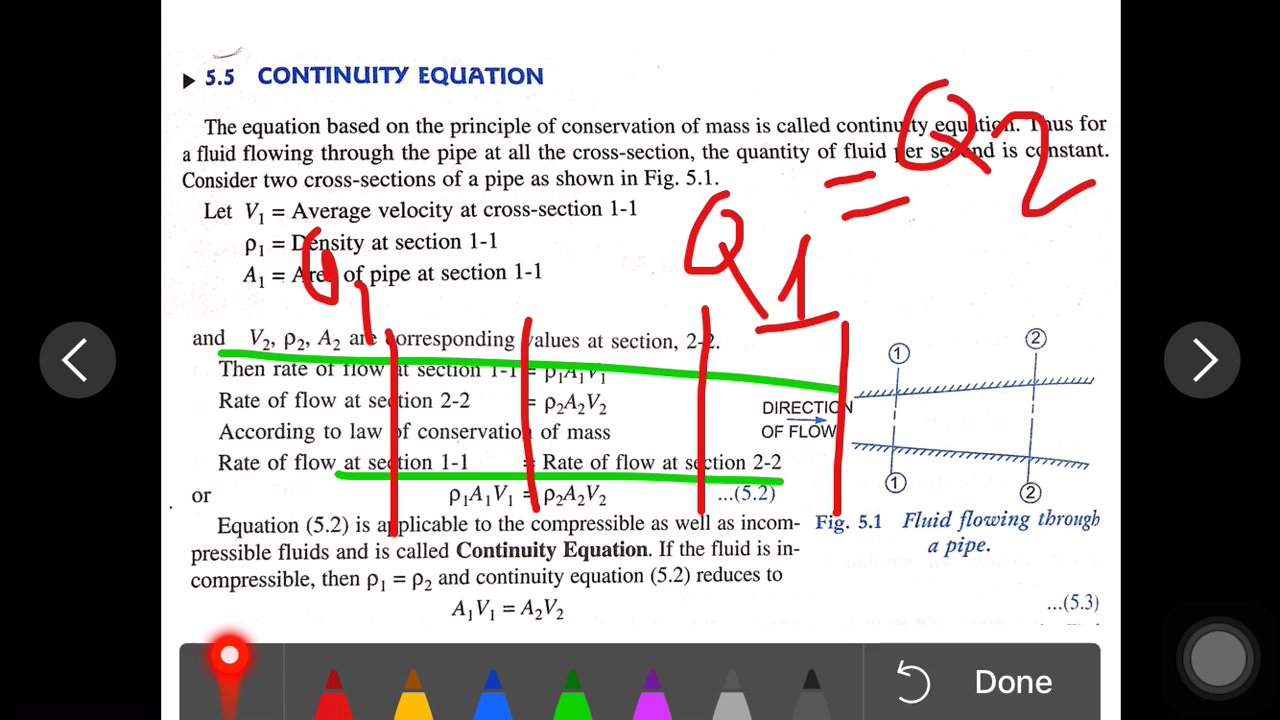 5.5 CONTINUITY EQUATION
The equation based on the principle of conservation of mass is called continuity equation. Thus for
a fluid flowing through the pipe at all the cross-section, the quantity of fluid per second is constant.
Consider two cross-sections of a pipe as shown in Fig. 5.1.
Let V₁ = Average velocity at cross-section 1-1
ρ₁ = Density at section 1-1
A₁ = Area of pipe at section 1-1
Q1 = Q2
and V₂, ρ₂, A₂ are corresponding values at section, 2-2.
Then rate of flow at section 1-1 = ρ₁A₁V₁
Rate of flow at section 2-2 = ρ₂A₂V₂
According to law of conservation of mass
Rate of flow at section 1-1 = Rate of flow at section 2-2
or ρ₁A₁V₁ = ρ₂A₂V₂ ...(5.2)
Equation (5.2) is applicable to the compressible as well as incom-
pressible fluids and is called Continuity Equation. If the fluid is in-
compressible, then ρ₁ = ρ₂ and continuity equation (5.2) reduces to
A₁V₁ = A₂V₂ ...(5.3)
1
2
DIRECTION
OF FLOW
1
2
Fig. 5.1 Fluid flowing through
a pipe.
Done